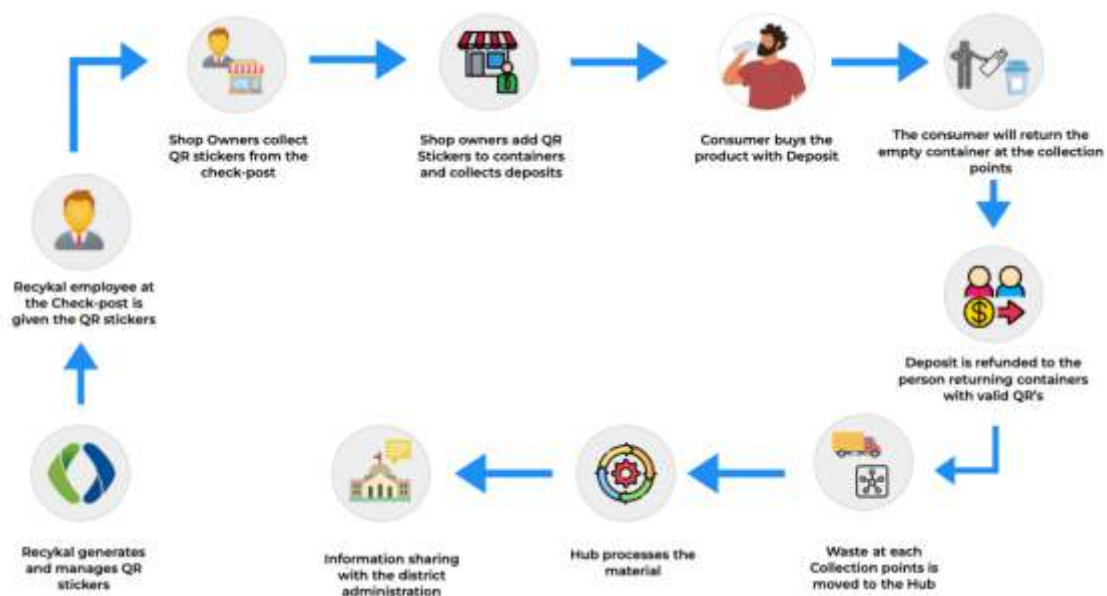 Shop Owners collect
QR stickers from the
check-post
Shop owners add QR
Stickers to containers
and collects deposits
Consumer buys the
product with Deposit
The consumer will return the
empty container at the collection
points
Recykal employee at
the Check-post is
given the QR stickers
Deposit is refunded to the
person returning containers
with valid QR's
Recykal generates
and manages QR
stickers
Information sharing
with the district
administration
Hub processes the
material
Waste at each
Collection points is
moved to the Hub